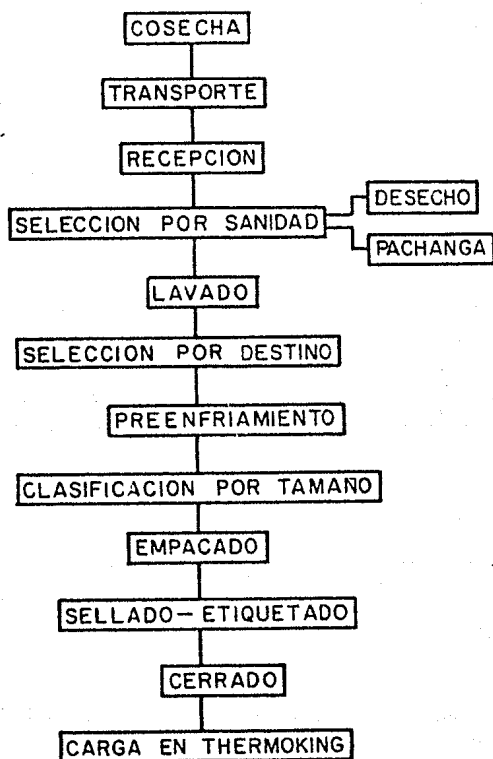 COSECHA
TRANSPORTE
RECEPCION
SELECCION POR SANIDAD
DESECHO
PACHANGA
LAVADO
SELECCION POR DESTINO
PREENFRIAMIENTO
CLASIFICACION POR TAMAÑO
EMPACADO
SELLADO-ETIQUETADO
CERRADO
CARGA EN THERMOKING